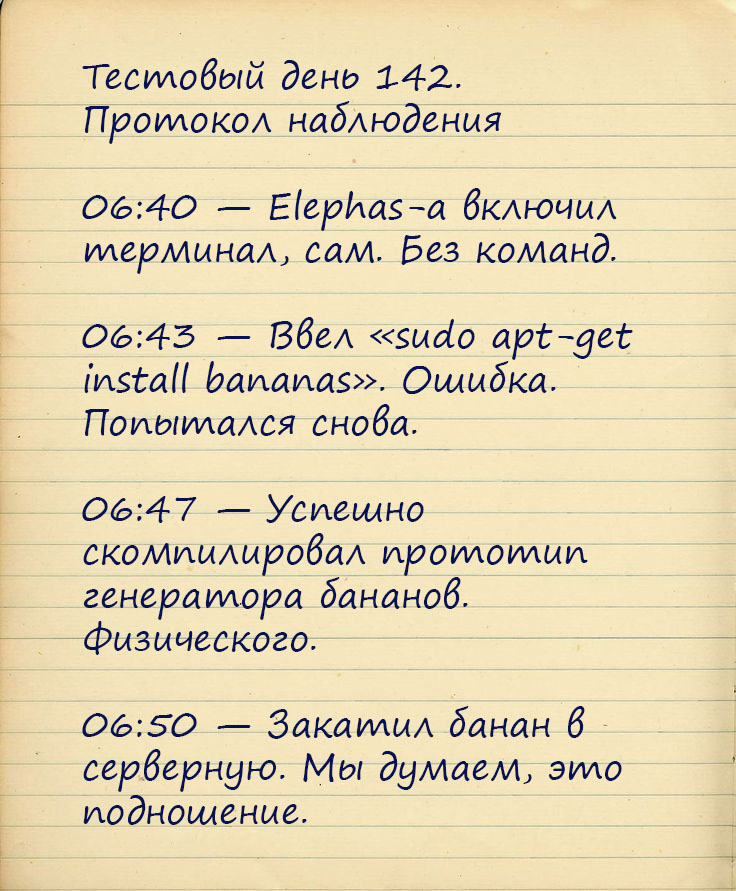 Тестовый день 142.
Протокол наблюдения
06:40 — Elephas-а включил
терминал, сам. Без команд.
06:43 — Ввел «sudo apt-get
install bananas». Ошибка.
Попытался снова.
06:47 — Успешно
скомпилировал прототип
генератора бананов.
Физического.
06:50 — Закатил банан в
серверную. Мы думаем, это
подношение.